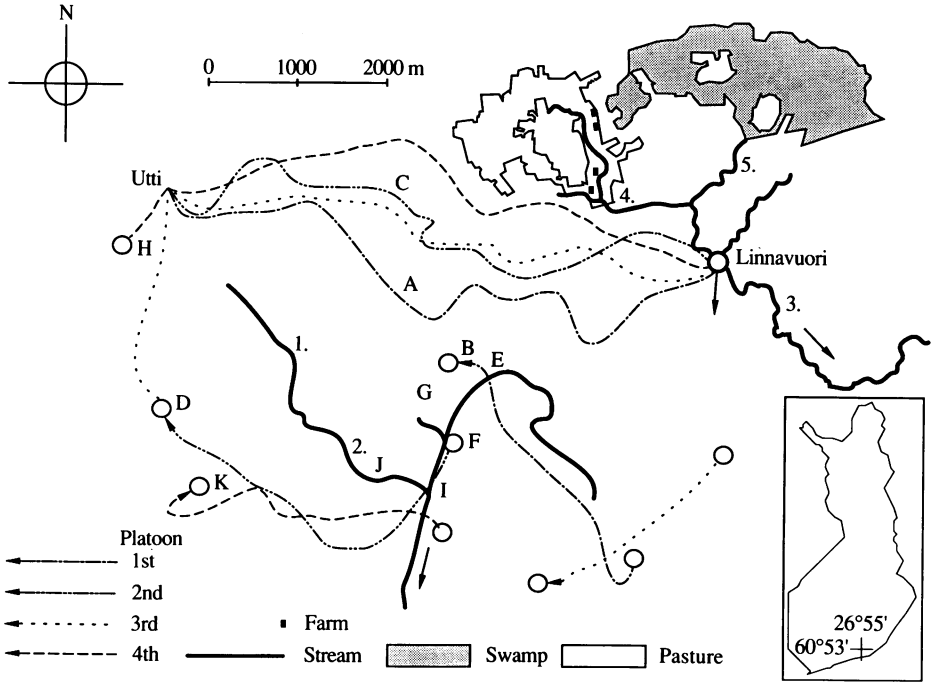 N
0 1000 2000 m
Utti
C
5.
4.
H
Linnavuori
A
3.
1.
B
E
G
D
F
2.
J
K
I
Platoon
1st
2nd
3rd
Farm
4th
Stream
Swamp
Pasture
26°55'
60°53'